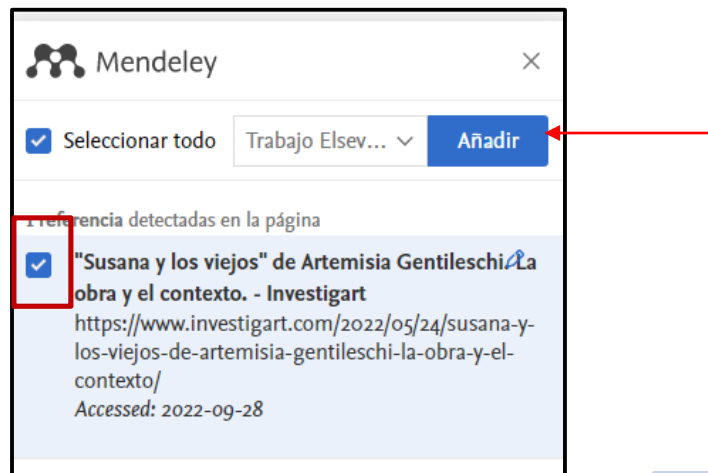 Mendeley
Seleccionar todo Trabajo Elsev... Añadir
1 referencia detectadas en la página
"Susana y los viejos" de Artemisia Gentileschi. La
obra y el contexto. - Investigart
https://www.investigart.com/2022/05/24/susana-y-
los-viejos-de-artemisia-gentileschi-la-obra-y-el-
contexto/
Accessed: 2022-09-28